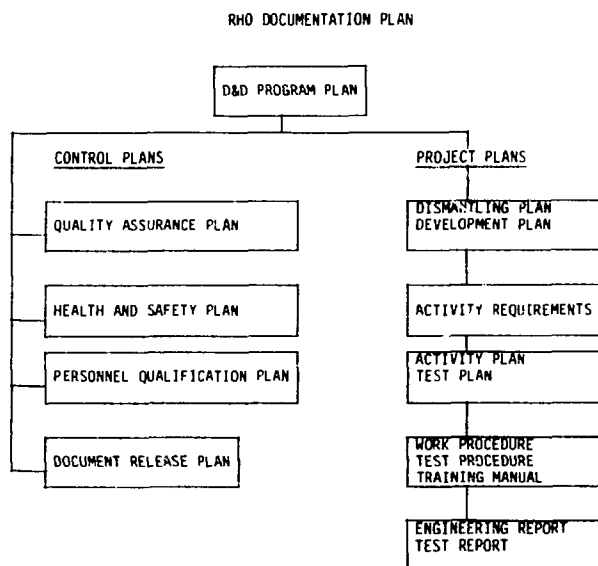 RHO DOCUMENTATION PLAN
D&D PROGRAM PLAN
CONTROL PLANS
QUALITY ASSURANCE PLAN
HEALTH AND SAFETY PLAN
PERSONNEL QUALIFICATION PLAN
DOCUMENT RELEASE PLAN
PROJECT PLANS
DISMANTLING PLAN
DEVELOPMENT PLAN
ACTIVITY REQUIREMENTS
ACTIVITY PLAN
TEST PLAN
WORK PROCEDURE
TEST PROCEDURE
TRAINING MANUAL
ENGINEERING REPORT
TEST REPORT